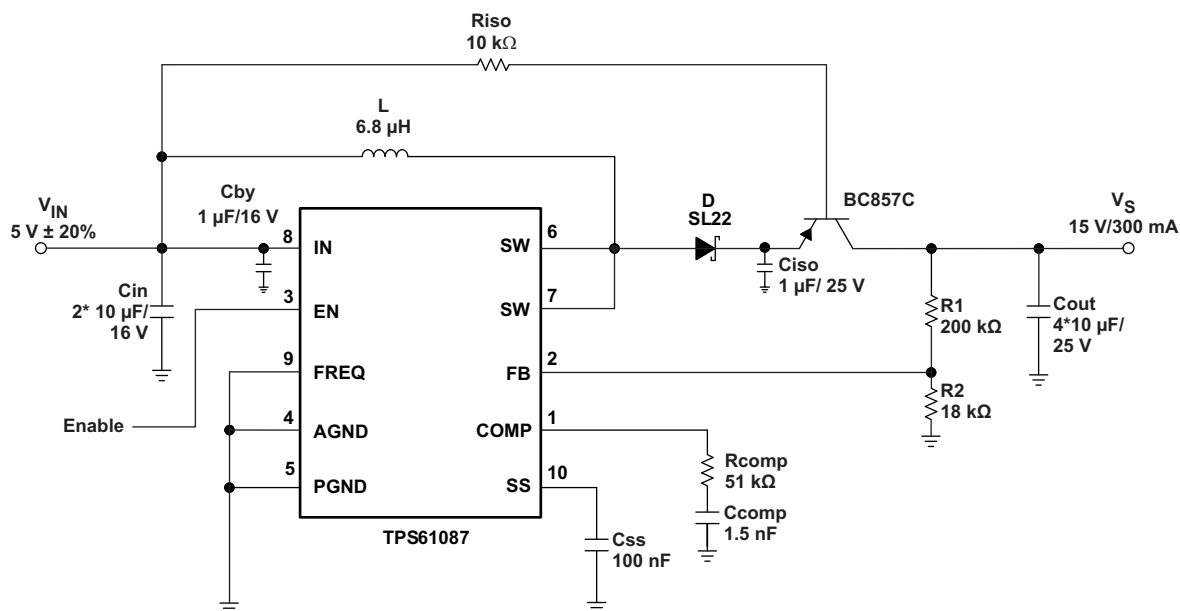 Riso
10 kΩ
L
6.8 µH
Cby
1 µF/16 V
VIN
5 V ± 20%
D
SL22
BC857C
VS
15 V/300 mA
8
IN
SW
6
Cin
2* 10 µF/
16 V
3
EN
SW
7
Ciso
1 µF/ 25 V
R1
200 kΩ
Cout
4*10 µF/
25 V
9
FREQ
FB
2
R2
18 kΩ
Enable
4
AGND
COMP
1
Rcomp
51 kΩ
5
PGND
SS
10
Ccomp
1.5 nF
TPS61087
Css
100 nF